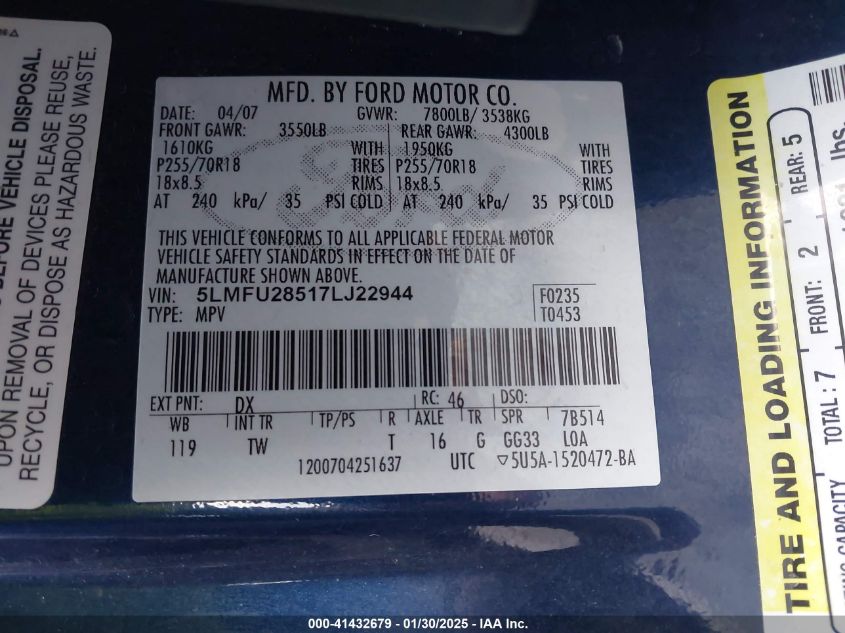 BEFORE VEHICLE DISPOSAL.
UPON REMOVAL OF DEVICES PLEASE REUSE,
RECYCLE, OR DISPOSE AS HAZARDOUS WASTE.
MFD. BY FORD MOTOR CO.
DATE: 04/07 GVWR: 7800LB/ 3538KG
FRONT GAWR: 3550LB REAR GAWR: 4300LB
1610KG WITH 1950KG WITH
P255/70R18 TIRES P255/70R18 TIRES
18x8.5 RIMS 18x8.5 RIMS
AT 240 kPa/ 35 PSI COLD AT 240 kPa/ 35 PSI COLD
Ford
THIS VEHICLE CONFORMS TO ALL APPLICABLE FEDERAL MOTOR
VEHICLE SAFETY STANDARDS IN EFFECT ON THE DATE OF
MANUFACTURE SHOWN ABOVE.
VIN: 5LMFU28517LJ22944 F0235
TYPE: MPV T0453
EXT PNT: DX RC: 46 DSO:
WB INT TR TP/PS R AXLE TR SPR 7B514
119 TW T 16 G GG33 LOA
1200704251637 UTC ▽5U5A-1520472-BA
TIRE AND LOADING INFORMATION
TOTAL: 7 FRONT: 2 REAR: 5
CAPACITY
lbs.
000-41432679 - 01/30/2025 - IAA Inc.